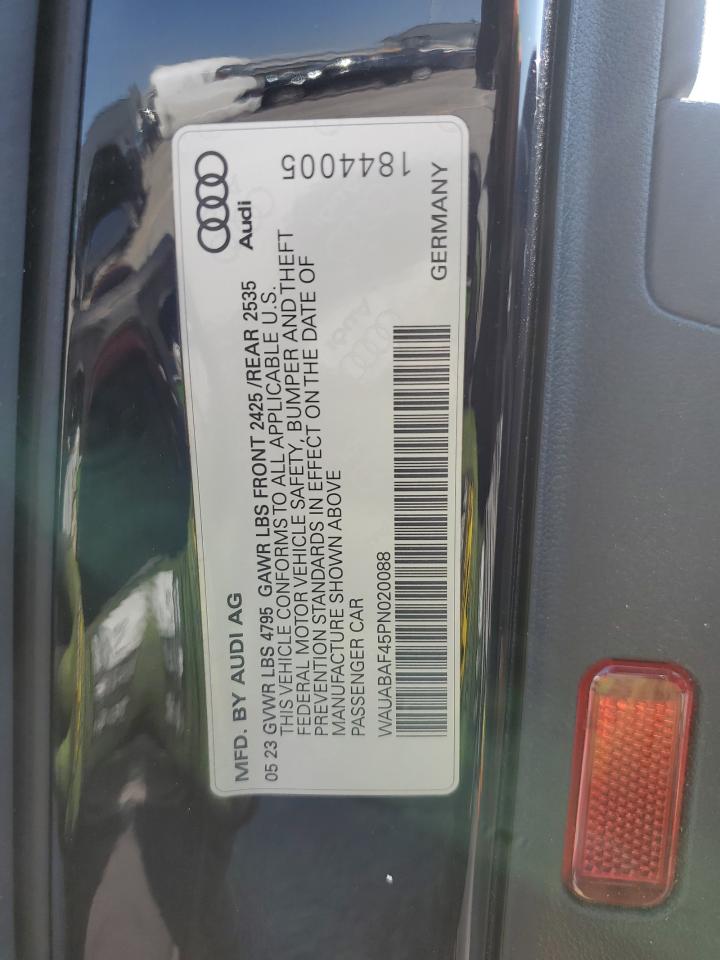 MFD. BY AUDI AG
Audi
05 23 GVWR LBS 4795 GAWR LBS FRONT 2425 /REAR 2535
THIS VEHICLE CONFORMS TO ALL APPLICABLE U.S.
FEDERAL MOTOR VEHICLE SAFETY, BUMPER AND THEFT
PREVENTION STANDARDS IN EFFECT ON THE DATE OF
MANUFACTURE SHOWN ABOVE
PASSENGER CAR
WAUABAF45PN020088
1844005
GERMANY
Audi